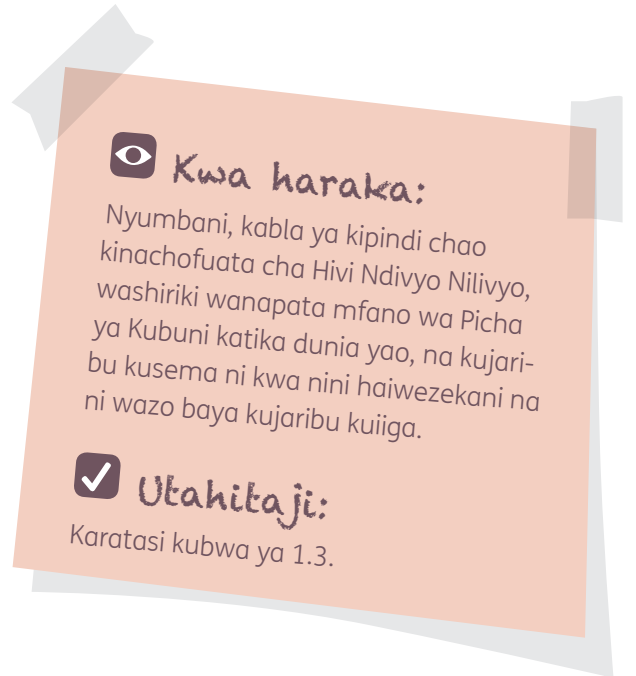 Kwa haraka:
Nyumbani, kabla ya kipindi chao
kinachofuata cha Hivi Ndivyo Nilivyo,
washiriki wanapata mfano wa Picha
ya Kubuni katika dunia yao, na kujari-
bu kusema ni kwa nini haiwezekani na
ni wazo baya kujaribu kuiiga.
Utahitaji:
Karatasi kubwa ya 1.3.